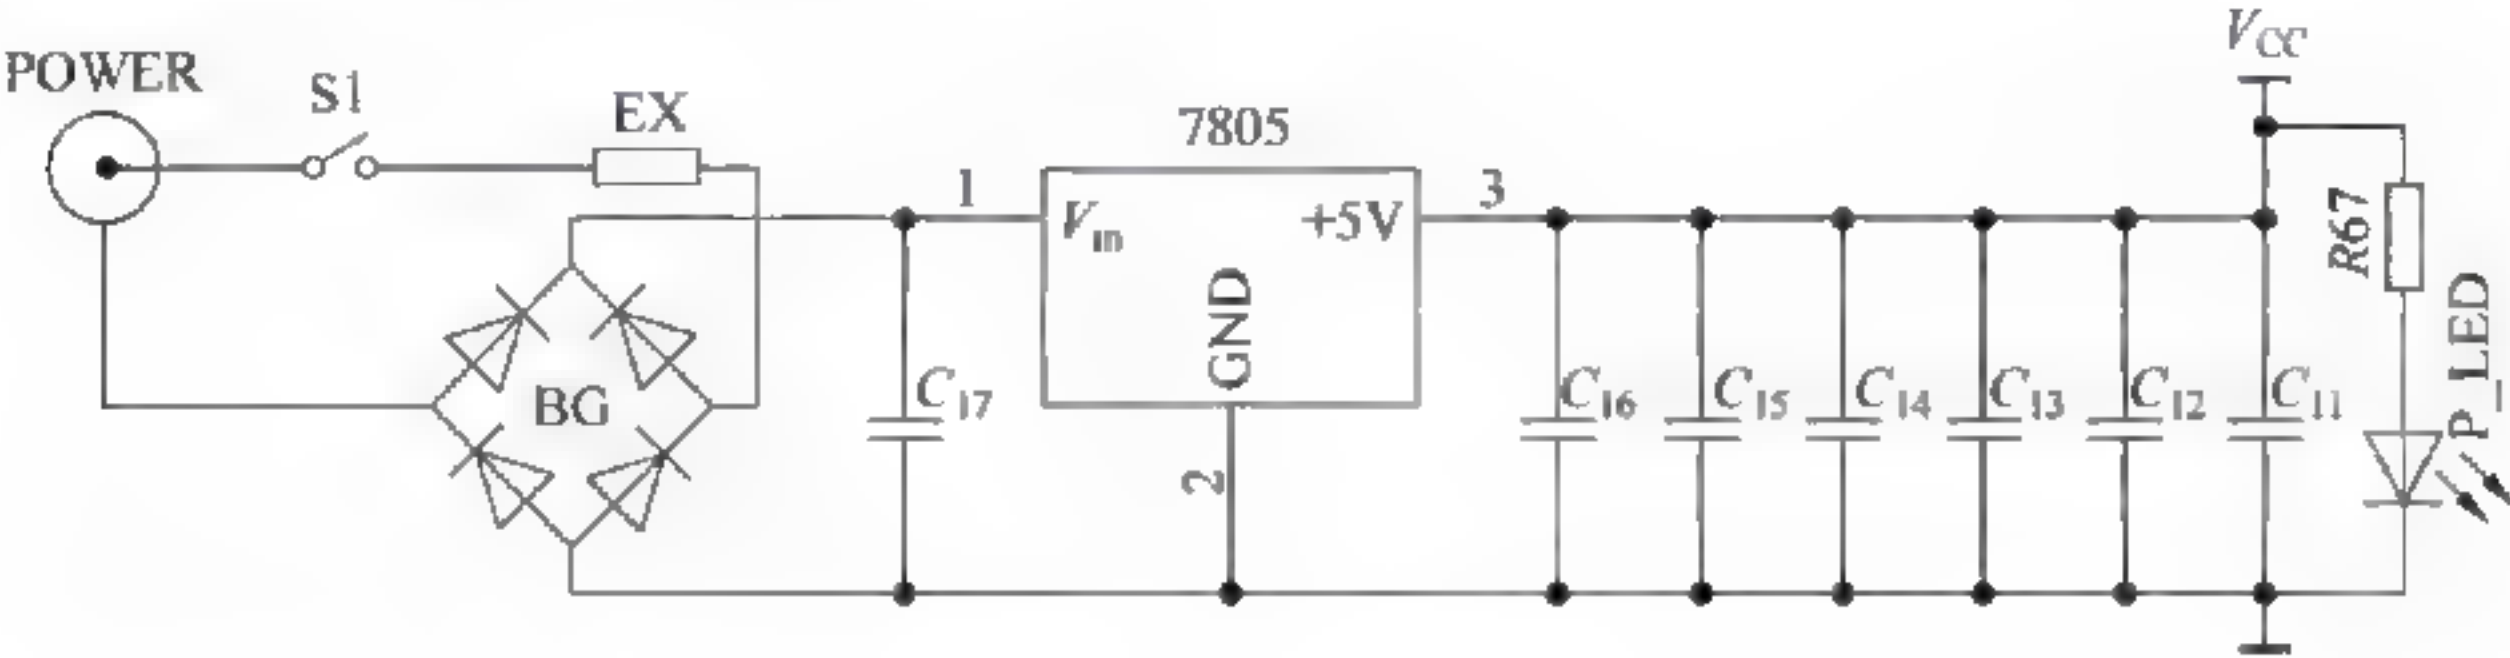 POWER
S1
EX
BG
C17
1
7805
Vin
+5V
GND
2
3
C16
C15
C14
C13
C12
C11
VCC
R67
P_LED